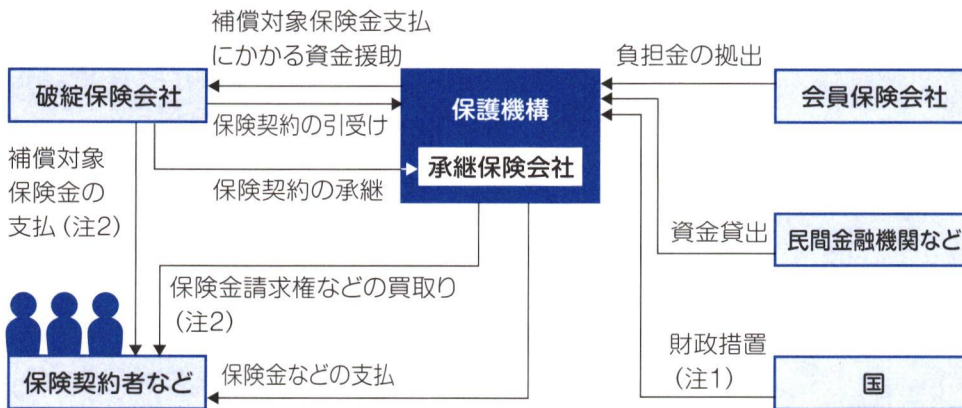 補償対象保険金支払
にかかる資金援助
破綻保険会社
保険契約の引受け
保険契約の承継
補償対象
保険金の
支払(注2)
保護機構
承継保険会社
負担金の拠出
会員保険会社
資金貸出
民間金融機関など
保険金請求権などの買取り
(注2)
財政措置
(注1)
国
保険契約者など
保険金などの支払